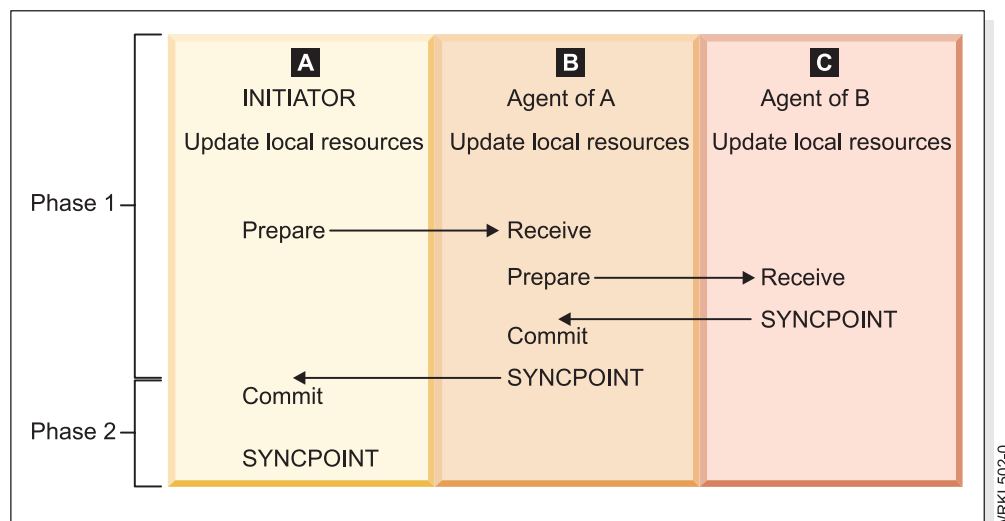 A
INITIATOR
Update local resources
B
Agent of A
Update local resources
C
Agent of B
Update local resources
Phase 1
Prepare
Receive
Prepare
Receive
SYNCPOINT
Commit
SYNCPOINT
Commit
Phase 2
SYNCPOINT